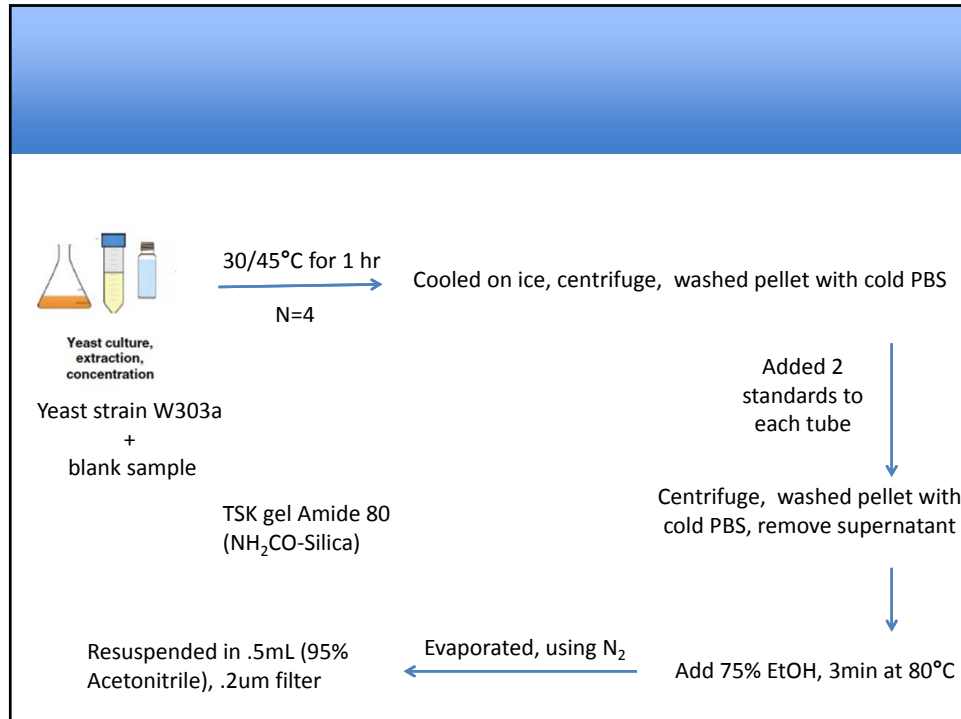 30/45°C for 1 hr
N=4
Cooled on ice, centrifuge, washed pellet with cold PBS
Yeast culture,
extraction,
concentration
Yeast strain W303a
+
blank sample
Added 2
standards to
each tube
Centrifuge, washed pellet with
cold PBS, remove supernatant
TSK gel Amide 80
(NH₂CO-Silica)
Add 75% EtOH, 3min at 80°C
Evaporated, using N₂
Resuspended in .5mL (95%
Acetonitrile), .2um filter